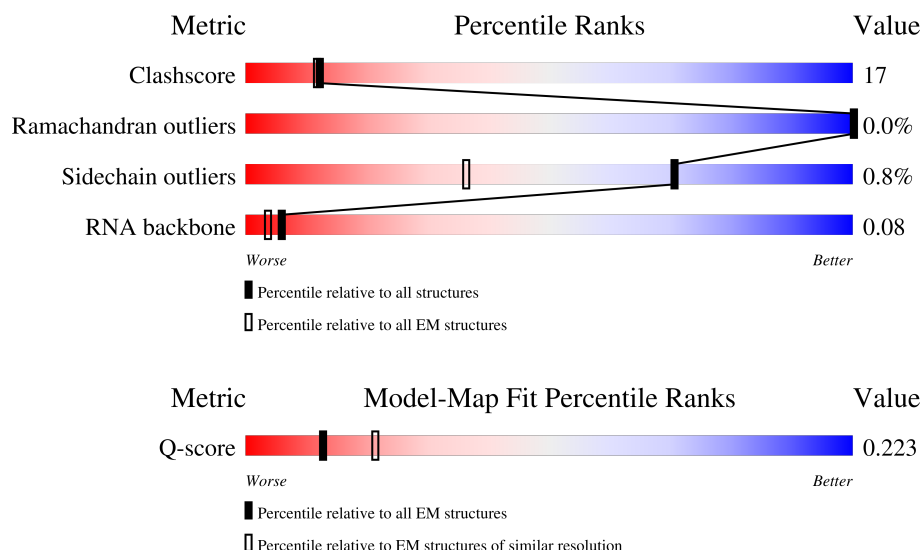 Metric Percentile Ranks Value
Clashscore 17
Ramachandran outliers 0.0%
Sidechain outliers 0.8%
RNA backbone 0.08
Worse Better
Percentile relative to all structures
Percentile relative to all EM structures
Metric Model-Map Fit Percentile Ranks Value
Q-score 0.223
Worse Better
Percentile relative to all EM structures
Percentile relative to EM structures of similar resolution